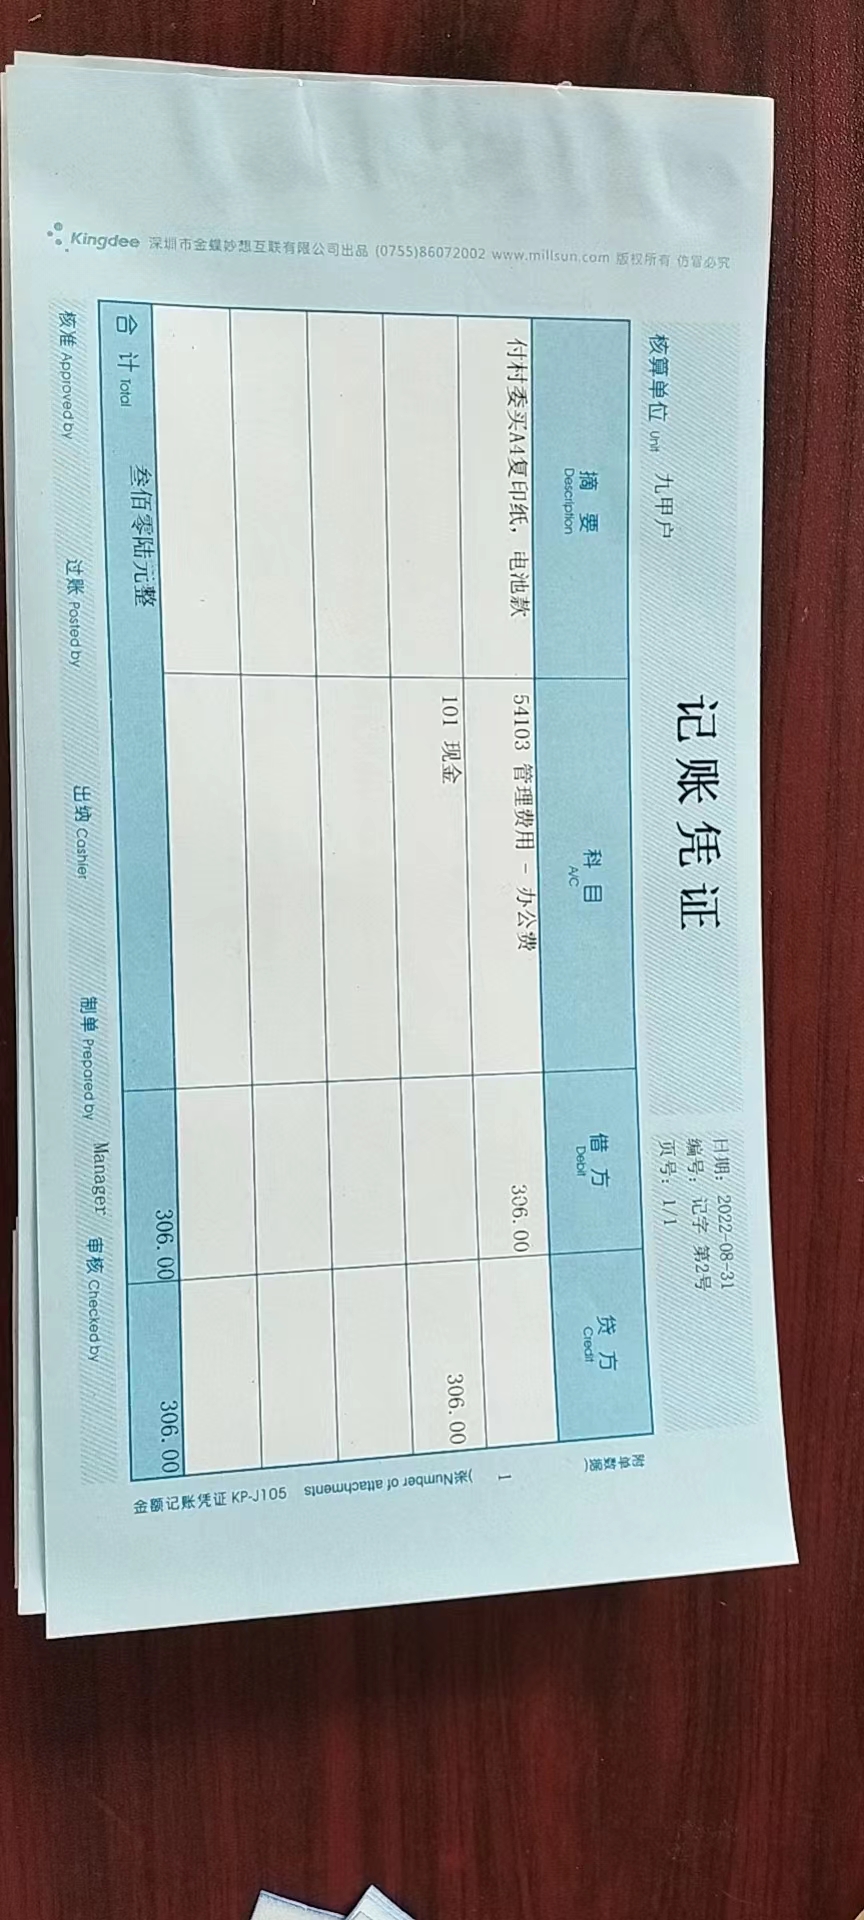 记账凭证
日期: 2022-08-31
编号: 记字 第2号
页号: 1/1
核算单位 Unit 九甲户
摘要 Description 科目 A/C 借方 Debit 贷方 Credit
付村委买A4复印纸, 电池款 54103 管理费用 - 办公费 306.00
101 现金 306.00
合计 Total 叁佰零陆元整 306.00 306.00
核准 Approved by 过账 Posted by 出纳 Cashier 制单 Prepared by Manager 审核 Checked by
附单数(据 1 张) Number of attachments
金额记账凭证 KP-J105
Kingdee 深圳市金蝶妙想互联有限公司出品 (0755)86072002 www.millsun.com 版权所有 仿冒必究